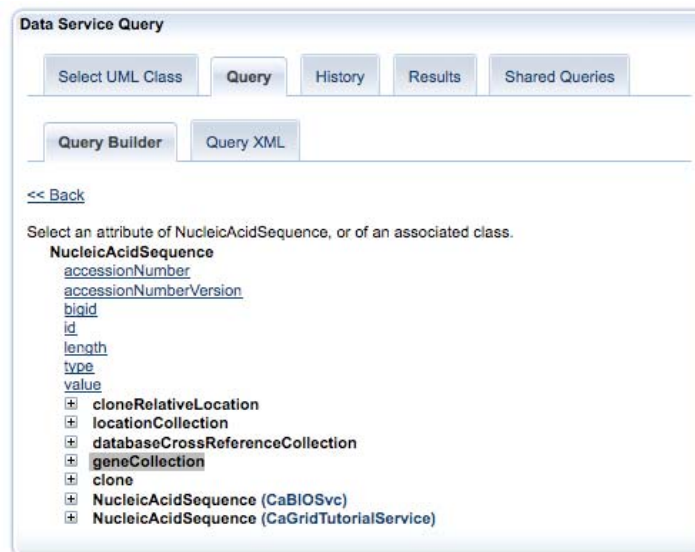 Data Service Query
Select UML Class Query History Results Shared Queries
Query Builder Query XML
<< Back
Select an attribute of NucleicAcidSequence, or of an associated class.
NucleicAcidSequence
accessionNumber
accessionNumberVersion
bigid
id
length
type
value
cloneRelativeLocation
locationCollection
databaseCrossReferenceCollection
geneCollection
clone
NucleicAcidSequence (CaBIOSvc)
NucleicAcidSequence (CaGridTutorialService)